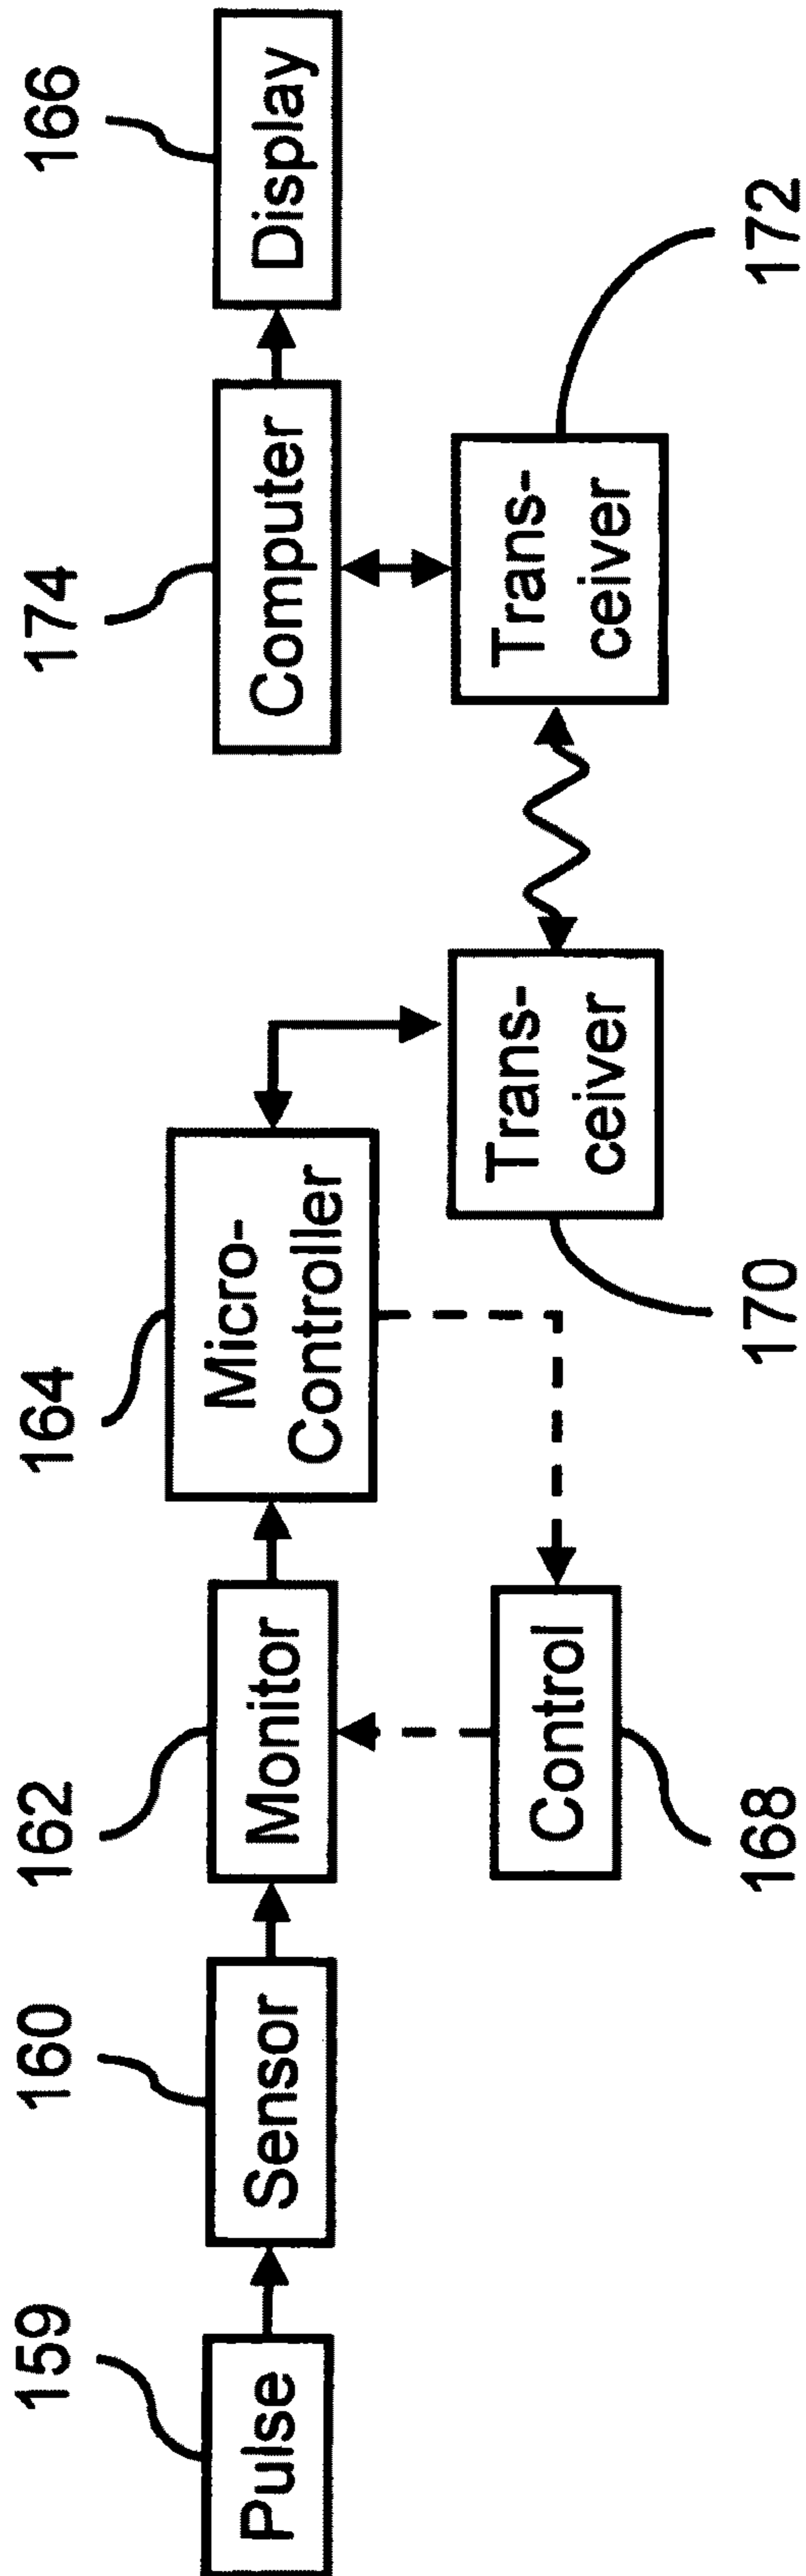 159
160
162
164
174
166
Pulse
Sensor
Monitor
Micro-
Controller
Computer
Display
Control
Trans-
ceiver
Trans-
ceiver
168
170
172